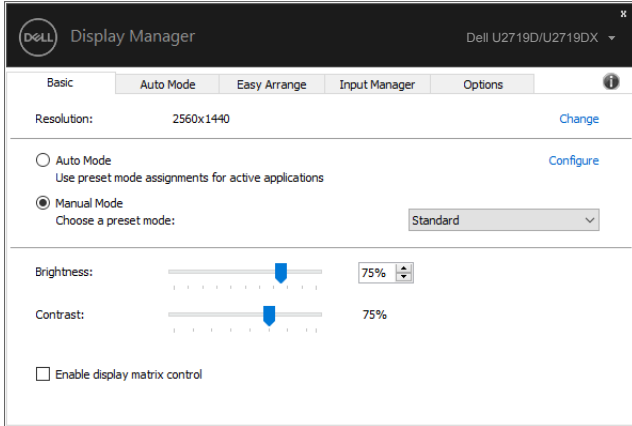 x
DELL Display Manager Dell U2719D/U2719DX
Basic Auto Mode Easy Arrange Input Manager Options i
Resolution: 2560x1440 Change
Auto Mode Configure
Use preset mode assignments for active applications
Manual Mode
Choose a preset mode: Standard
Brightness: 75%
Contrast: 75%
Enable display matrix control